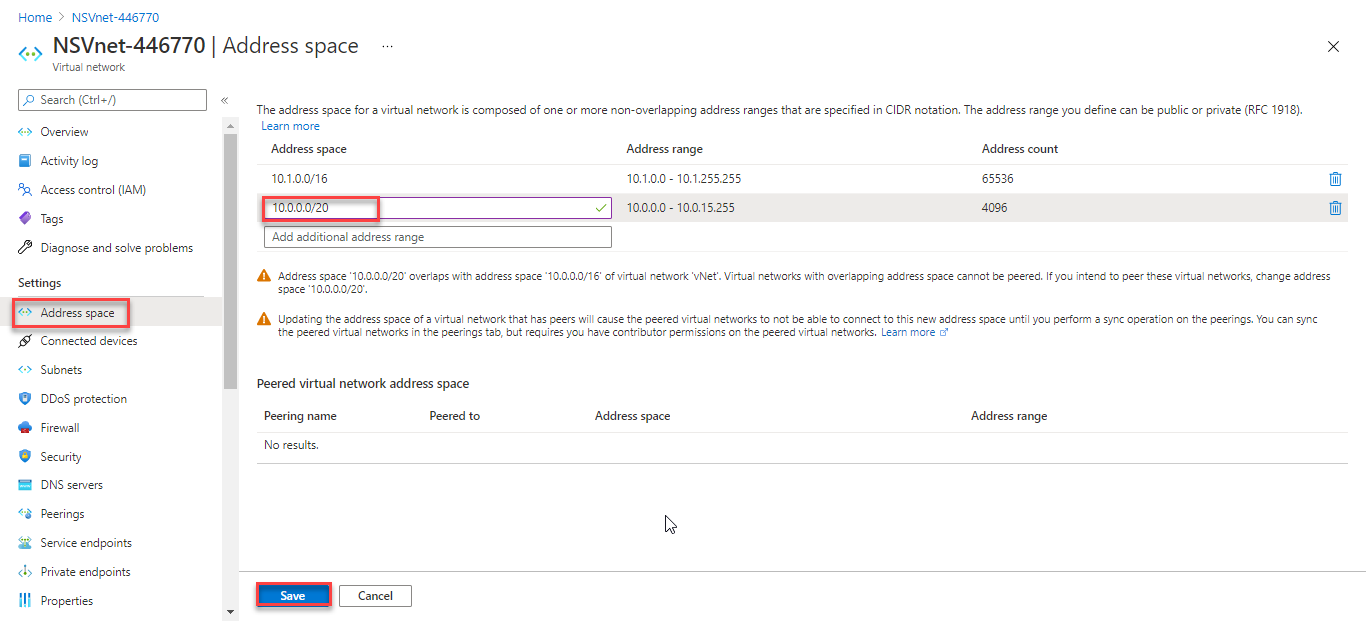 Home > NSVnet-446770
NSVnet-446770 | Address space ...
Virtual network
Search (Ctrl+/)
«
Overview
Activity log
Access control (IAM)
Tags
Diagnose and solve problems
Settings
Address space
Connected devices
Subnets
DDoS protection
Firewall
Security
DNS servers
Peerings
Service endpoints
Private endpoints
Properties
The address space for a virtual network is composed of one or more non-overlapping address ranges that are specified in CIDR notation. The address range you define can be public or private (RFC 1918).
Learn more
Address space Address range Address count
10.1.0.0/16 10.1.0.0 - 10.1.255.255 65536
10.0.0.0/20 10.0.0.0 - 10.0.15.255 4096
Add additional address range
Address space '10.0.0.0/20' overlaps with address space '10.0.0.0/16' of virtual network 'vNet'. Virtual networks with overlapping address space cannot be peered. If you intend to peer these virtual networks, change address
space '10.0.0.0/20'.
Updating the address space of a virtual network that has peers will cause the peered virtual networks to not be able to connect to this new address space until you perform a sync operation on the peerings. You can sync
the peered virtual networks in the peerings tab, but requires you have contributor permissions on the peered virtual networks. Learn more
Peered virtual network address space
Peering name Peered to Address space Address range
No results.
Save Cancel